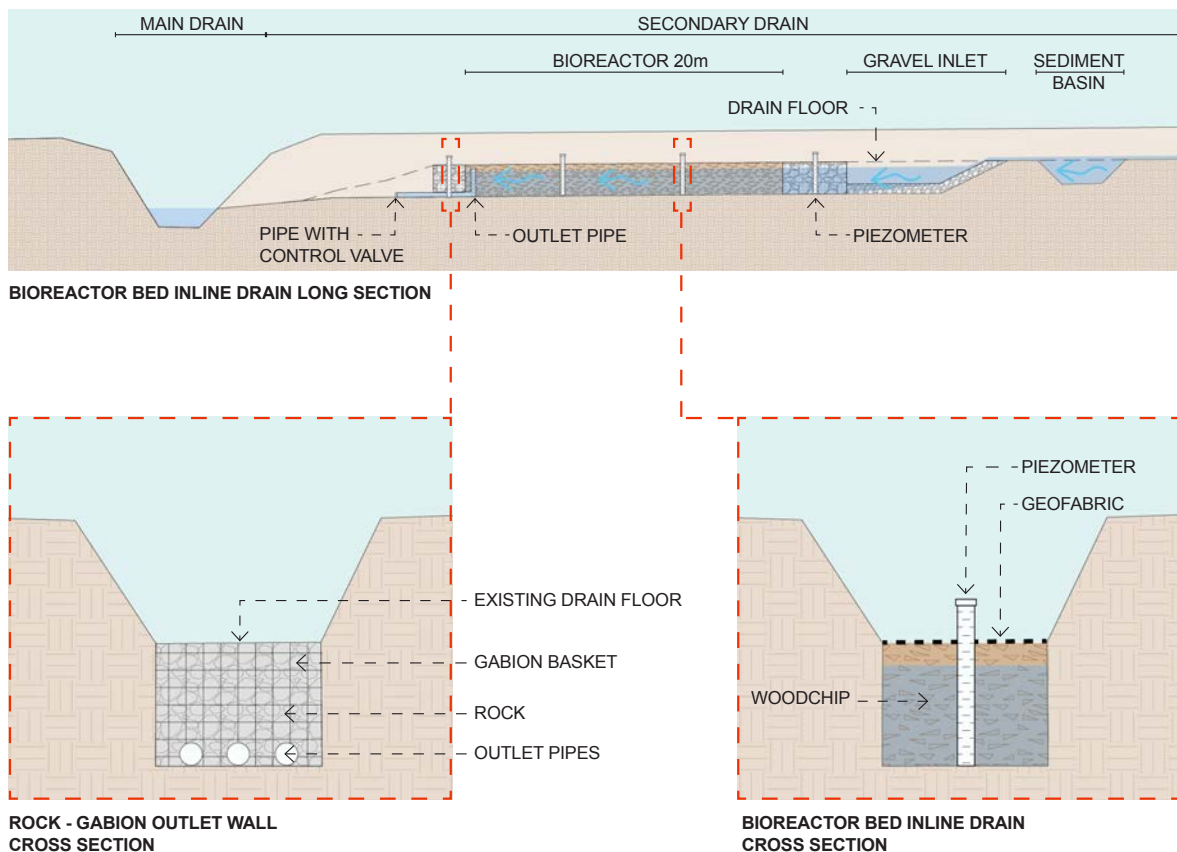 MAIN DRAIN
SECONDARY DRAIN
BIOREACTOR 20m
GRAVEL INLET
SEDIMENT
BASIN
DRAIN FLOOR
PIPE WITH
CONTROL VALVE
OUTLET PIPE
PIEZOMETER
BIOREACTOR BED INLINE DRAIN LONG SECTION
EXISTING DRAIN FLOOR
GABION BASKET
ROCK
OUTLET PIPES
ROCK - GABION OUTLET WALL
CROSS SECTION
PIEZOMETER
GEOFABRIC
WOODCHIP
BIOREACTOR BED INLINE DRAIN
CROSS SECTION